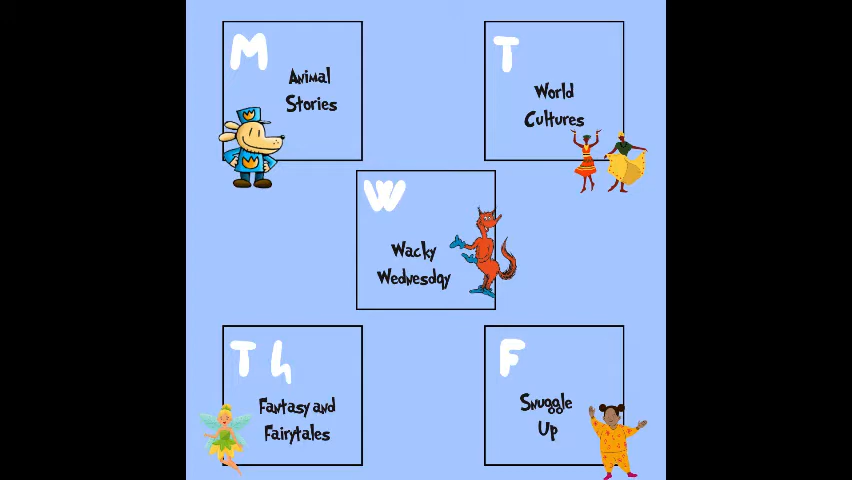 M
Animal
Stories
T
World
Cultures
W
Wacky
Wednesday
Th
Fantasy and
Fairytales
F
Snuggle
Up